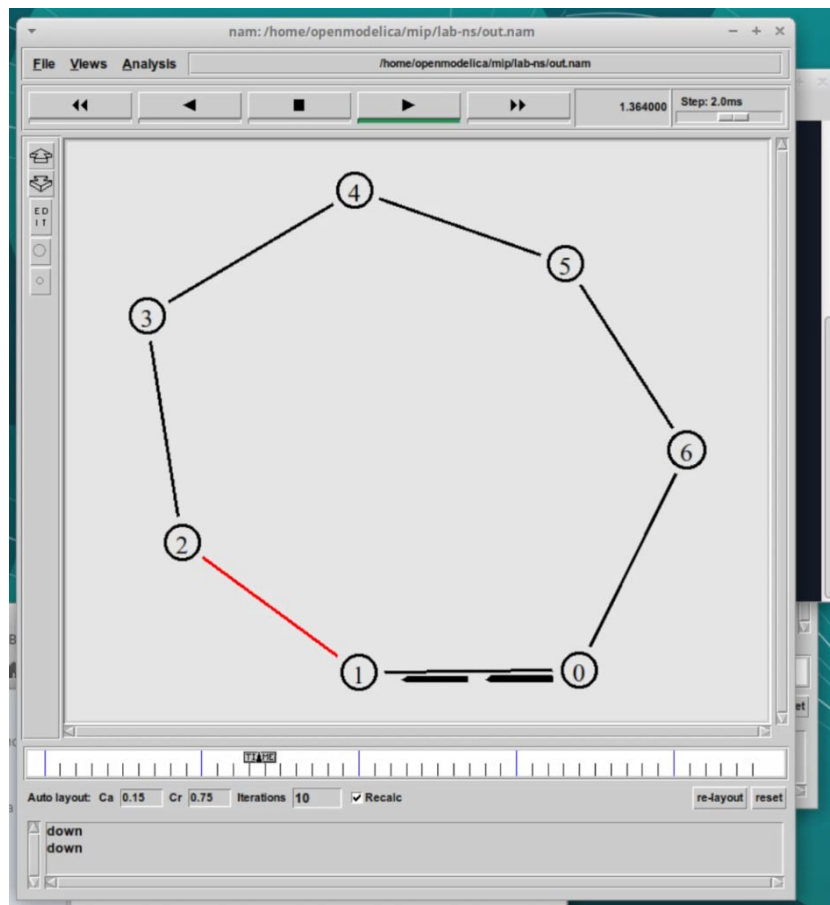 nam: /home/openmodelica/mip/lab-ns/out.nam
File Views Analysis /home/openmodelica/mip/lab-ns/out.nam
1.364000 Step: 2.0ms
ED
IT
4
5
3
6
2
1
0
TIME
Auto layout: Ca 0.15 Cr 0.75 Iterations 10 Recalc re-layout reset
down
down
et